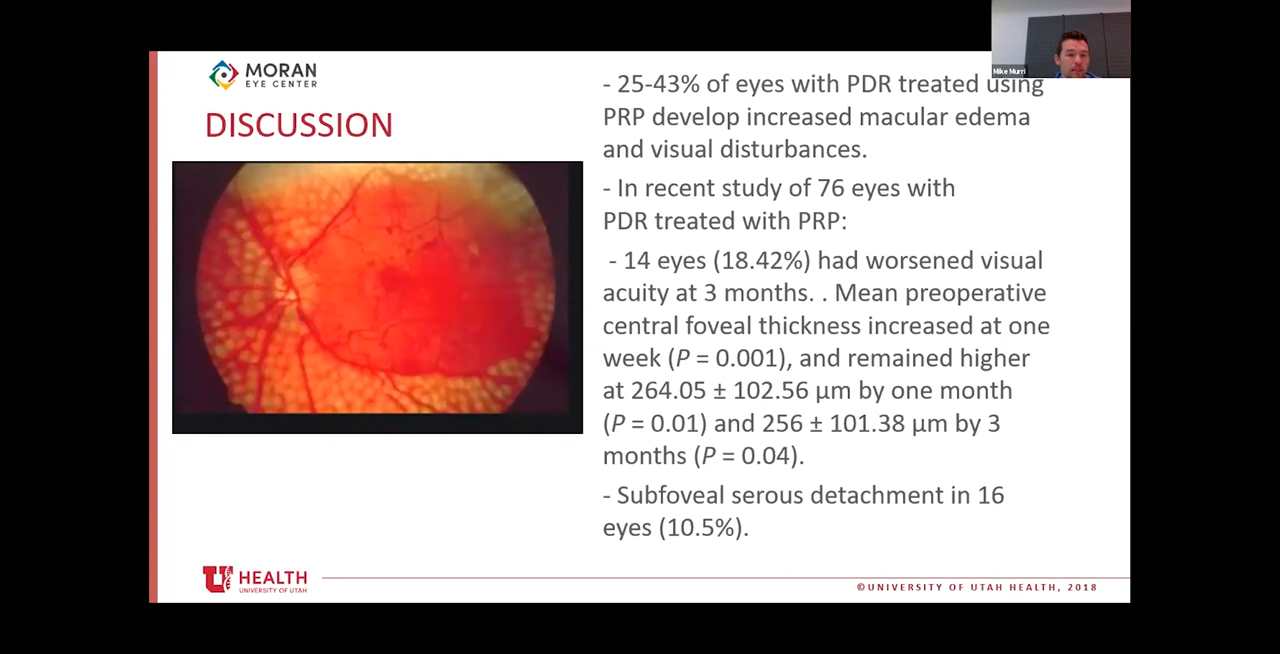 MORAN
EYE CENTER
DISCUSSION
Mike Murri
- 25-43% of eyes with PDR treated using
PRP develop increased macular edema
and visual disturbances.
- In recent study of 76 eyes with
PDR treated with PRP:
- 14 eyes (18.42%) had worsened visual
acuity at 3 months. . Mean preoperative
central foveal thickness increased at one
week (P = 0.001), and remained higher
at 264.05 ± 102.56 μm by one month
(P = 0.01) and 256 ± 101.38 μm by 3
months (P = 0.04).
- Subfoveal serous detachment in 16
eyes (10.5%).
U HEALTH
UNIVERSITY OF UTAH
©UNIVERSITY OF UTAH HEALTH, 2018